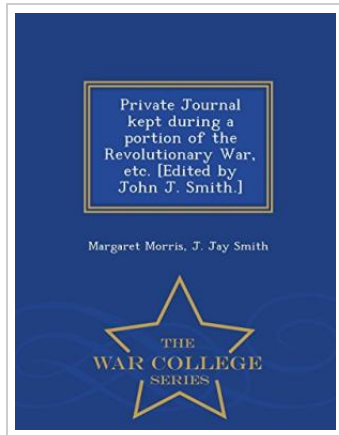 Private Journal
kept during a
portion of the
Revolutionary War,
etc. [Edited by
John J. Smith.]
Margaret Morris, J. Jay Smith
THE
WAR COLLEGE
SERIES